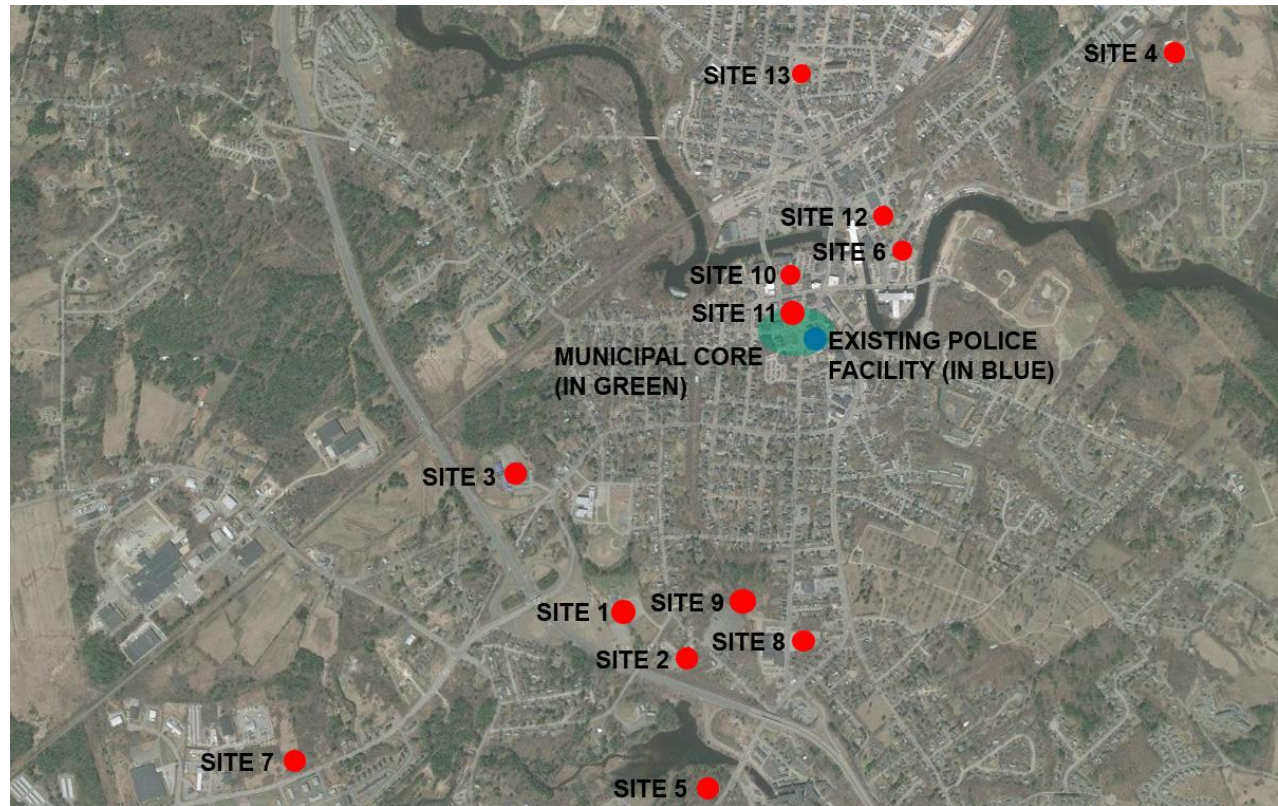 SITE 4
SITE 13
SITE 12
SITE 6
SITE 10
SITE 11
EXISTING POLICE
FACILITY (IN BLUE)
MUNICIPAL CORE
(IN GREEN)
SITE 3
SITE 9
SITE 1
SITE 8
SITE 2
SITE 7
SITE 5